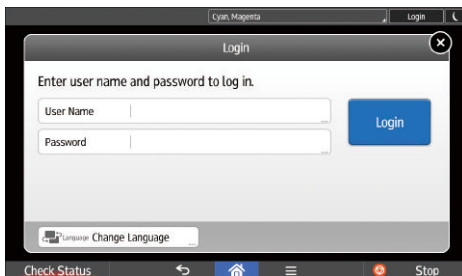 Cyan, Magenta
Login
Login
Enter user name and password to log in.
User Name
Login
Password
Language Change Language
Check Status
Stop